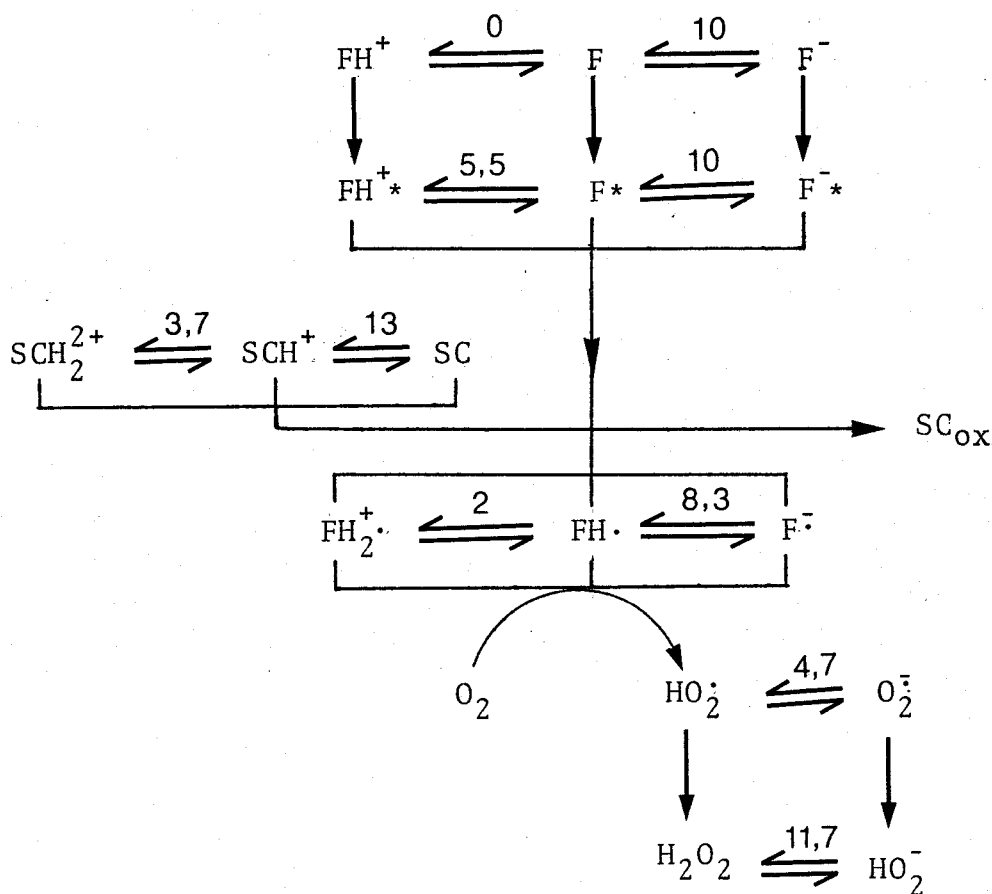 0 10
FH⁺ F F⁻
5,5 10
FH⁺* F* F⁻*
3,7 13
SCH₂²⁺ SCH⁺ SC
SCox
2 8,3
FH₂⁺· FH· F⁻·
4,7
O₂ HO₂· O₂⁻·
11,7
H₂O₂ HO₂⁻